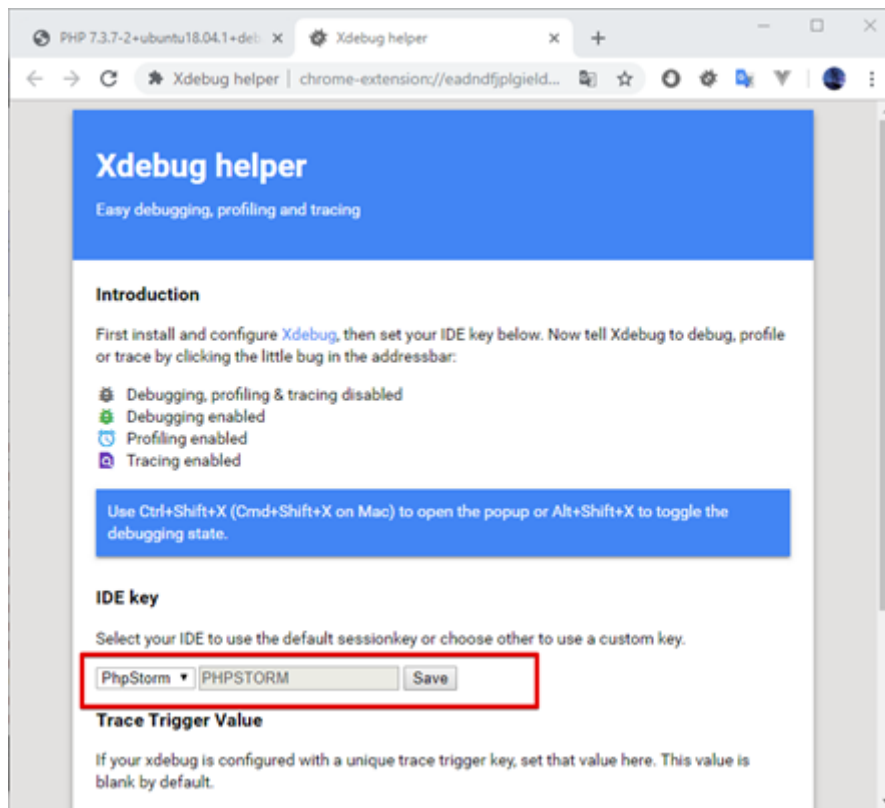 PHP 7.3.7-2+ubuntu18.04.1+deb
Xdebug helper
Xdebug helper
chrome-extension://eadndfjplgield...
Xdebug helper
Easy debugging, profiling and tracing
Introduction
First install and configure Xdebug, then set your IDE key below. Now tell Xdebug to debug, profile
or trace by clicking the little bug in the addressbar:
Debugging, profiling & tracing disabled
Debugging enabled
Profiling enabled
Tracing enabled
Use Ctrl+Shift+X (Cmd+Shift+X on Mac) to open the popup or Alt+Shift+X to toggle the
debugging state.
IDE key
Select your IDE to use the default sessionkey or choose other to use a custom key.
PhpStorm PHPSTORM Save
Trace Trigger Value
If your xdebug is configured with a unique trace trigger key, set that value here. This value is
blank by default.